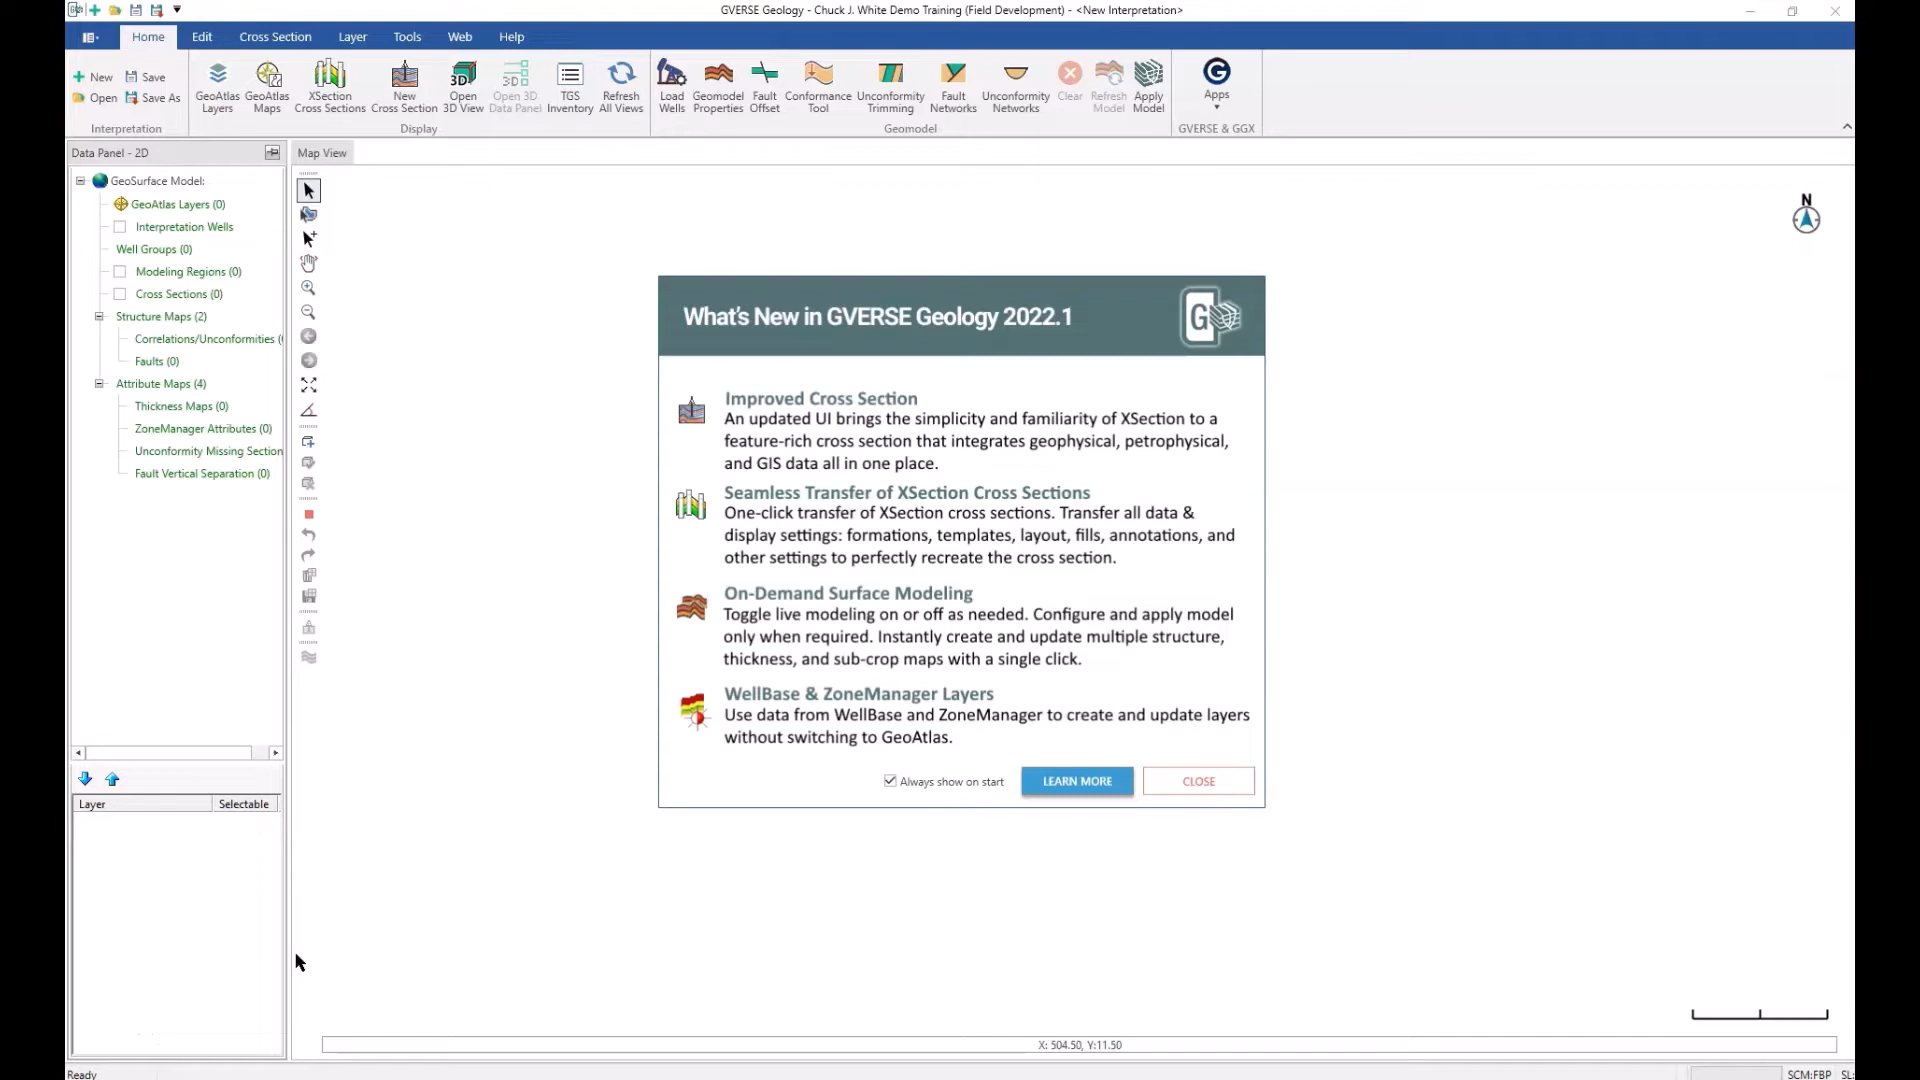 GVERSE Geology - Chuck J. White Demo Training (Field Development) - <New Interpretation>
Home Edit Cross Section Layer Tools Web Help
New Save
Open Save As
Interpretation
GeoAtlas Layers
GeoAtlas Maps
XSection Cross Sections
New Cross Section
Open 3D View
Open 3D Data Panel
TGS Inventory
Refresh All Views
Display
Load Wells
Geomodel Properties
Fault Offset
Conformance Tool
Unconformity Trimming
Fault Networks
Unconformity Networks
Clear
Refresh Model
Apply Model
Geomodel
Apps
GVERSE & GGX
Data Panel - 2D
Map View
GeoSurface Model:
GeoAtlas Layers (0)
Interpretation Wells
Well Groups (0)
Modeling Regions (0)
Cross Sections (0)
Structure Maps (2)
Correlations/Unconformities (
Faults (0)
Attribute Maps (4)
Thickness Maps (0)
ZoneManager Attributes (0)
Unconformity Missing Section
Fault Vertical Separation (0)
Layer Selectable
N
What's New in GVERSE Geology 2022.1
G
Improved Cross Section
An updated UI brings the simplicity and familiarity of XSection to a
feature-rich cross section that integrates geophysical, petrophysical,
and GIS data all in one place.
Seamless Transfer of XSection Cross Sections
One-click transfer of XSection cross sections. Transfer all data &
display settings: formations, templates, layout, fills, annotations, and
other settings to perfectly recreate the cross section.
On-Demand Surface Modeling
Toggle live modeling on or off as needed. Configure and apply model
only when required. Instantly create and update multiple structure,
thickness, and sub-crop maps with a single click.
WellBase & ZoneManager Layers
Use data from WellBase and ZoneManager to create and update layers
without switching to GeoAtlas.
Always show on start LEARN MORE CLOSE
X: 504.50, Y:11.50
Ready SCM:FBP SL: